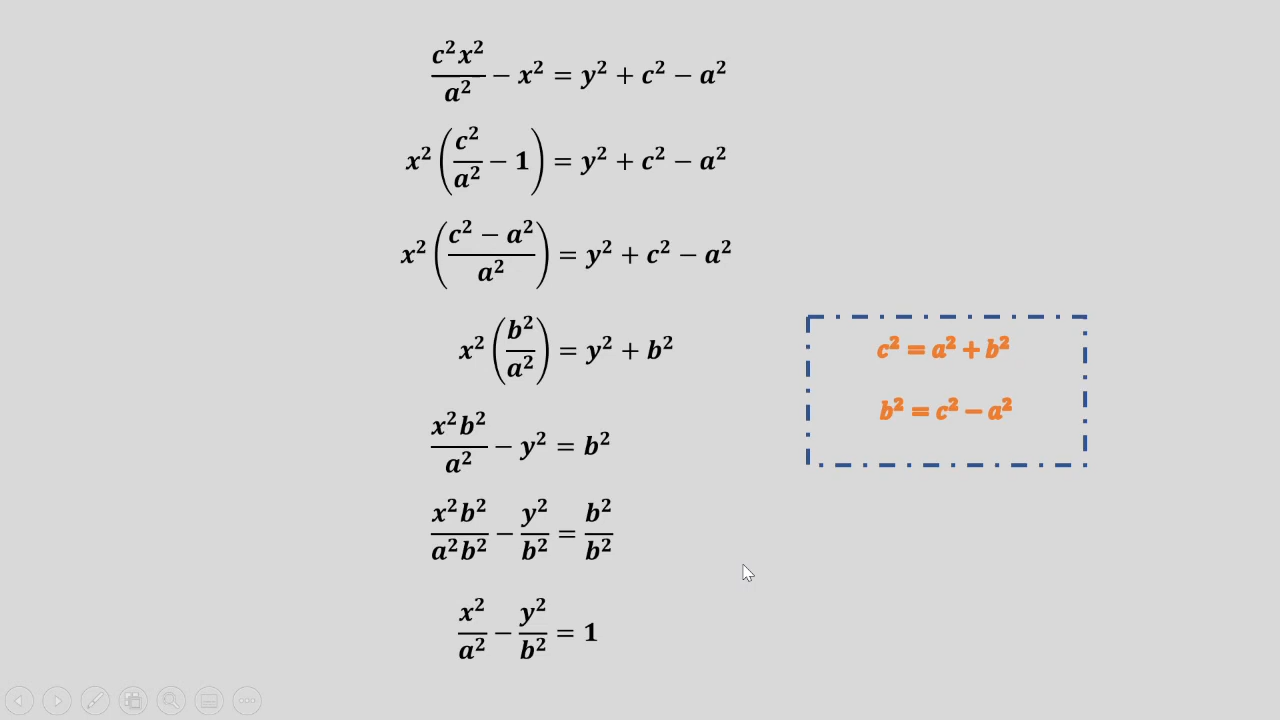 c²x²/a² − x² = y² + c² − a²
x²(c²/a² − 1) = y² + c² − a²
x²((c² − a²)/a²) = y² + c² − a²
x²(b²/a²) = y² + b²
c² = a² + b²
b² = c² − a²
x²b²/a² − y² = b²
x²b²/a²b² − y²/b² = b²/b²
x²/a² − y²/b² = 1